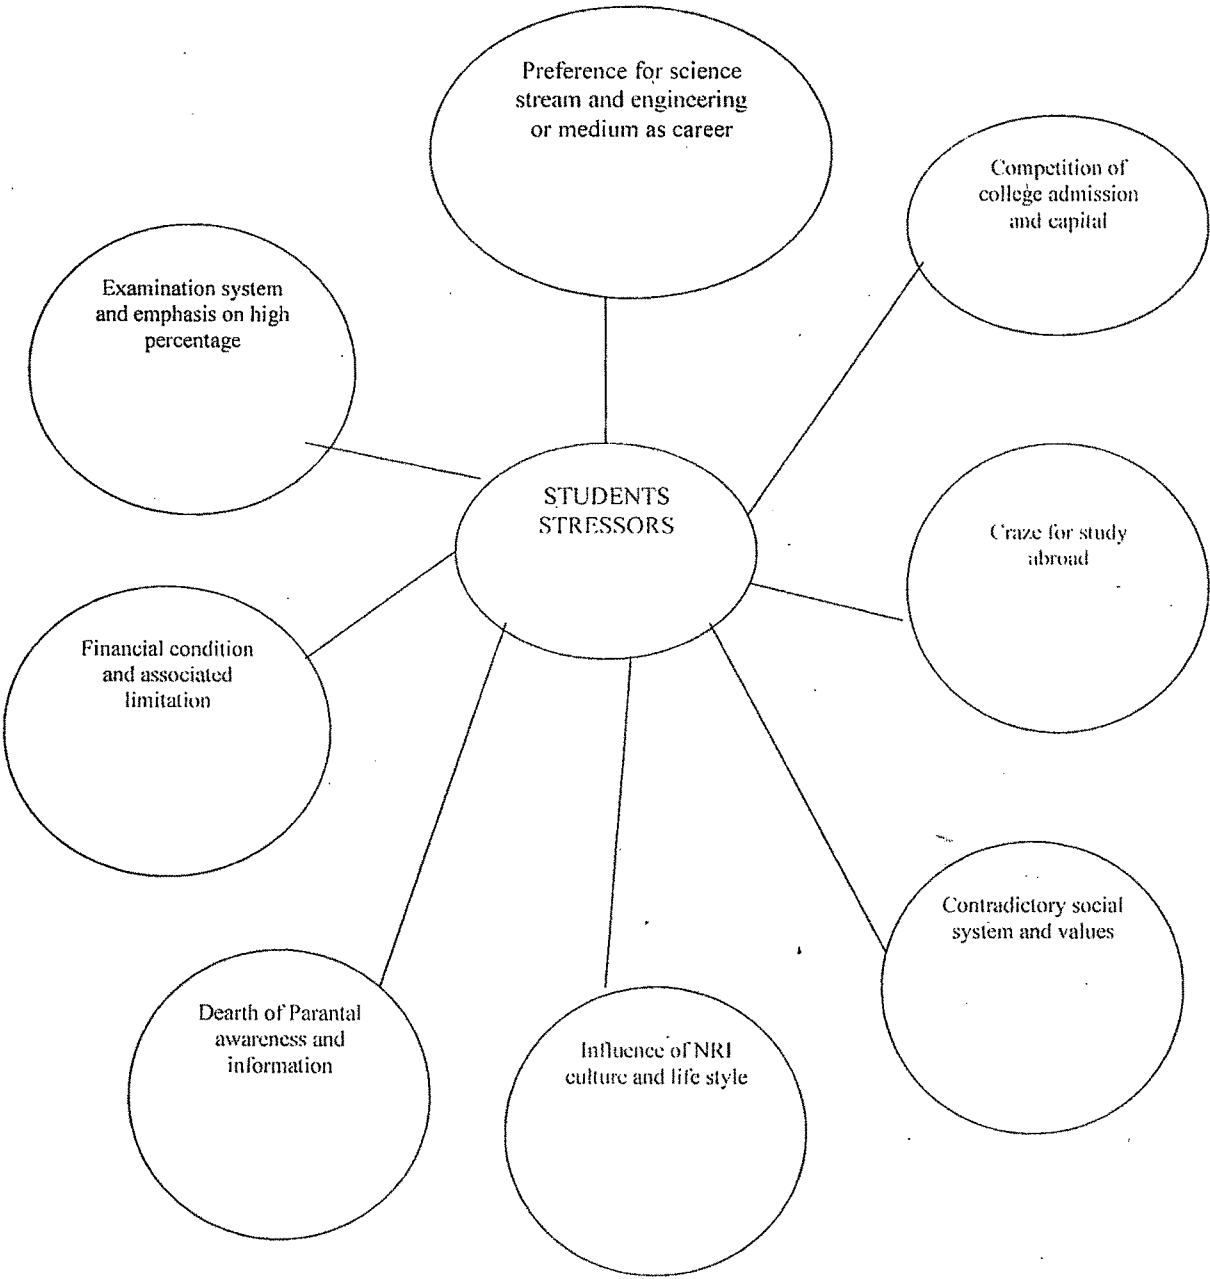 Preference for science
stream and engineering
or medium as career
Competition of
college admission
and capital
Examination system
and emphasis on high
percentage
STUDENTS
STRESSORS
Craze for study
abroad
Financial condition
and associated
limitation
Contradictory social
system and values
Dearth of Parantal
awareness and
information
Influence of NRI
culture and life style